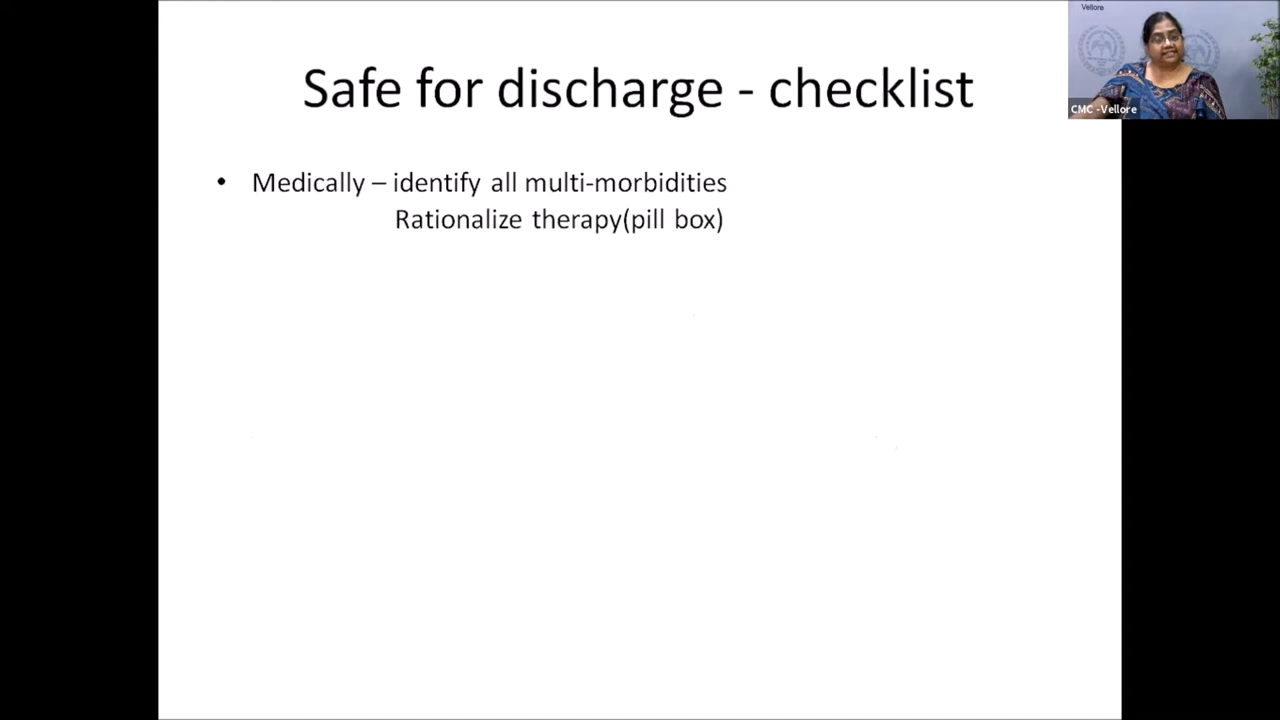 Safe for discharge - checklist
• Medically – identify all multi-morbidities
Rationalize therapy(pill box)
Vellore
CMC -Vellore